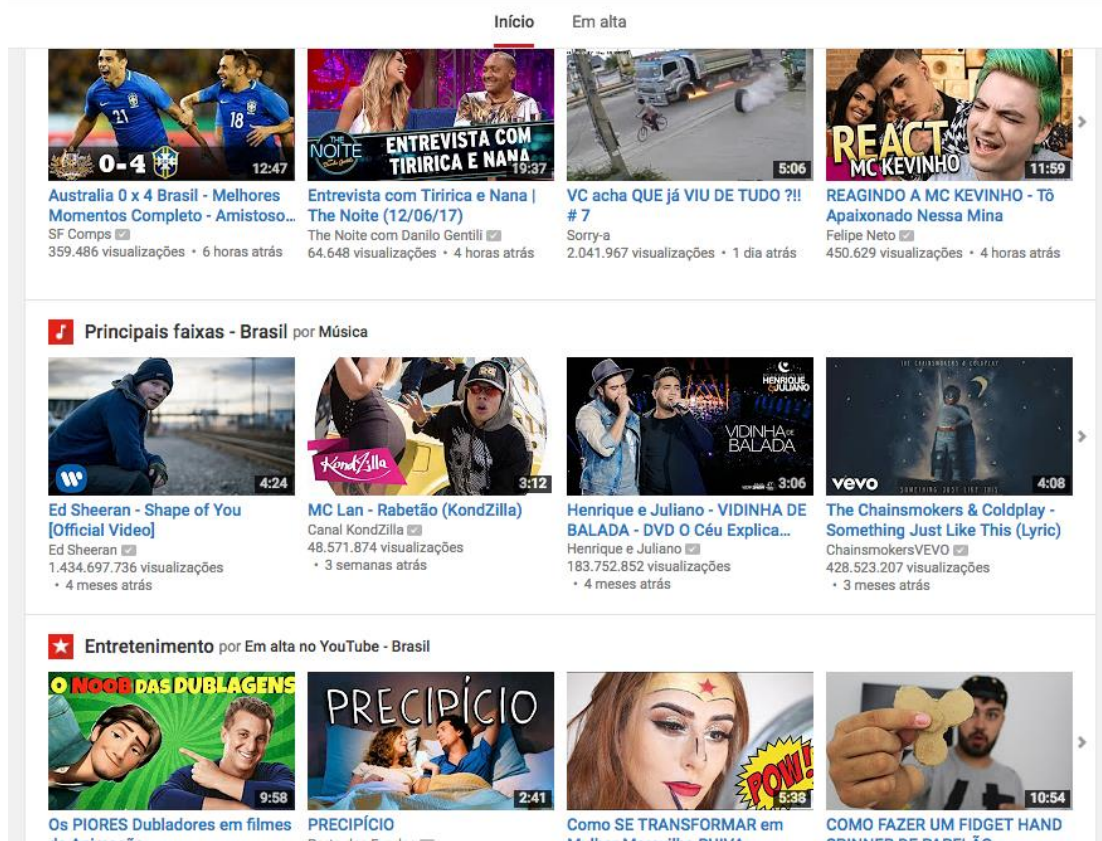 Início Em alta
21
18
0-4
12:47
THE NOITE
ENTREVISTA COM
TIRIRICA E NANA
19:37
5:06
REACT
MC KEVINHO
11:59
Australia 0 x 4 Brasil - Melhores
Momentos Completo - Amistoso...
SF Comps
359.486 visualizações • 6 horas atrás
Entrevista com Tiririca e Nana |
The Noite (12/06/17)
The Noite com Danilo Gentili
64.648 visualizações • 4 horas atrás
VC acha QUE já VIU DE TUDO ?!!
# 7
Sorry-a
2.041.967 visualizações • 1 dia atrás
REAGINDO A MC KEVINHO - Tô
Apaixonado Nessa Mina
Felipe Neto
450.629 visualizações • 4 horas atrás
Principais faixas - Brasil por Música
4:24
KondZilla
3:12
HENRIQUE
& JULIANO
VIDINHA DE
BALADA
3:06
THE CHAINSMOKERS & COLDPLAY
SOMETHING JUST LIKE THIS
vevo
4:08
Ed Sheeran - Shape of You
[Official Video]
Ed Sheeran
1.434.697.736 visualizações
• 4 meses atrás
MC Lan - Rabetão (KondZilla)
Canal KondZilla
48.571.874 visualizações
• 3 semanas atrás
Henrique e Juliano - VIDINHA DE
BALADA - DVD O Céu Explica...
Henrique e Juliano
183.752.852 visualizações
• 4 meses atrás
The Chainsmokers & Coldplay -
Something Just Like This (Lyric)
ChainsmokersVEVO
428.523.207 visualizações
• 3 meses atrás
Entretenimento por Em alta no YouTube - Brasil
O NOOB DAS DUBLAGENS
9:58
PRECIPÍCIO
2:41
POW!
5:38
10:54
Os PIORES Dubladores em filmes
PRECIPÍCIO
Como SE TRANSFORMAR em
COMO FAZER UM FIDGET HAND